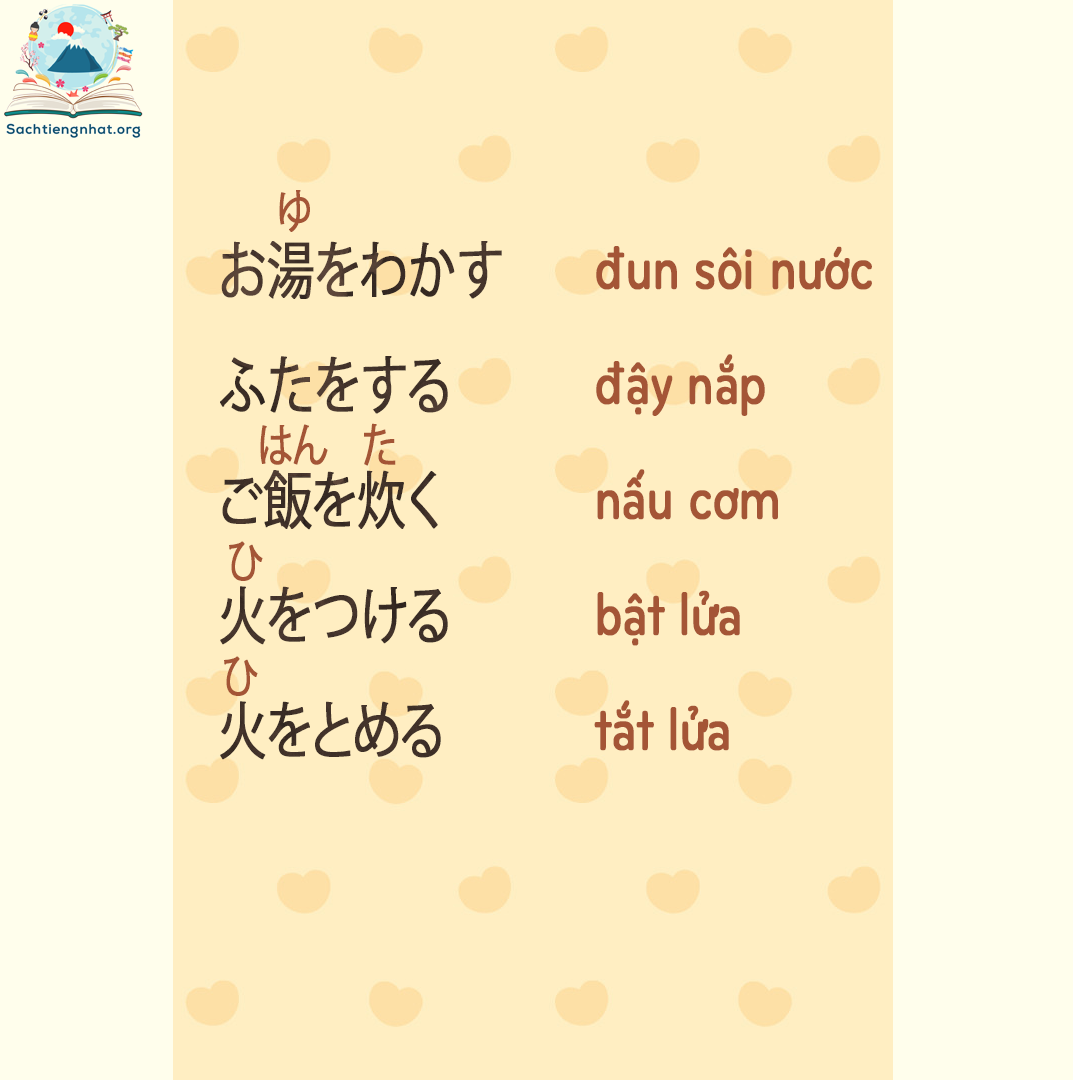 Sachtiengnhat.org
ゆ
お湯をわかす đun sôi nước
ふたをする đậy nắp
はん た
ご飯を炊く nấu cơm
ひ
火をつける bật lửa
ひ
火をとめる tắt lửa